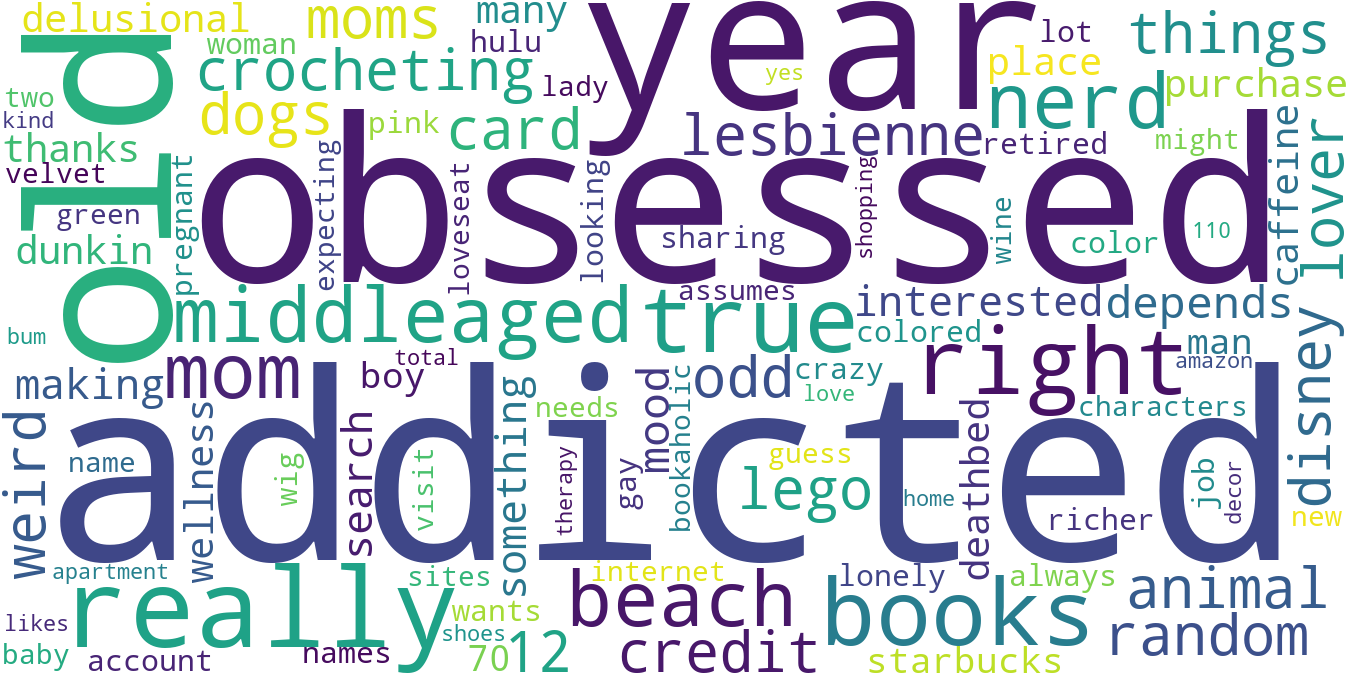 delusional
moms
many
year
lot
things
woman
hulu
crocheting
yes
place
lady
nerd
purchase
two
kind
dogs
pink
card
lesbienne
retired
might
thanks
velvet
old
obsessed
pregnant
expecting
loveseat
looking
shopping
caffeine
lover
green
dunkin
sharing
wine
color
110
assumes
middleaged
true
interested
depends
colored
bum
mom
total
boy
odd
crazy
right
man
amazon
disney
making
mood
love
characters
weird
addicted
needs
bookaholic
guess
name
wellness
wig
search
visit
something
therapy
gay
lego
home
deathbed
richer
job
decor
new
apartment
sites
internet
lonely
always
animal
really
wants
beach
books
random
likes
shoes
baby
account
names
70
12
credit
starbucks